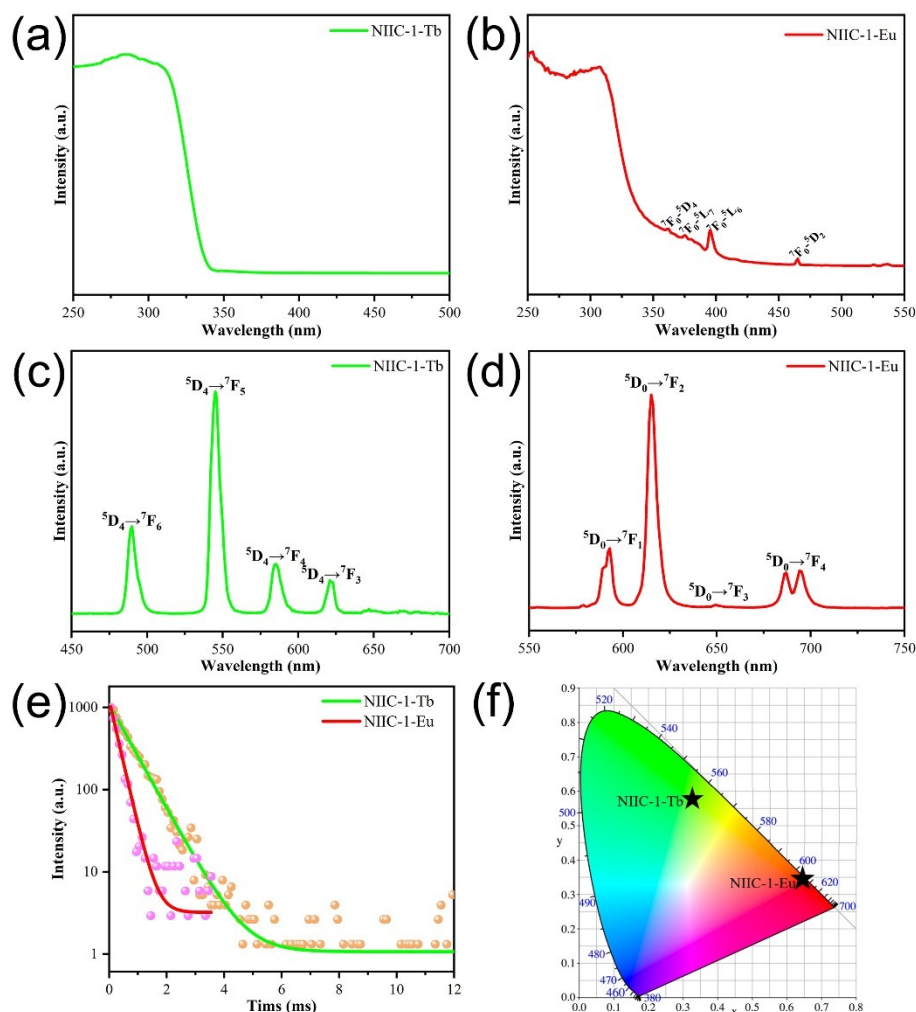 (a)
NIIC-1-Tb
Intensity (a.u.)
250 300 350 400 450 500
Wavelength (nm)
(b)
NIIC-1-Eu
Intensity (a.u.)
⁷F₀-⁵D₄
⁷F₀-⁵L₇
⁷F₀-⁵L₆
⁷F₀-⁵D₂
250 300 350 400 450 500 550
Wavelength (nm)
(c)
NIIC-1-Tb
Intensity (a.u.)
⁵D₄→⁷F₆
⁵D₄→⁷F₅
⁵D₄→⁷F₄
⁵D₄→⁷F₃
450 500 550 600 650 700
Wavelength (nm)
(d)
NIIC-1-Eu
Intensity (a.u.)
⁵D₀→⁷F₁
⁵D₀→⁷F₂
⁵D₀→⁷F₃
⁵D₀→⁷F₄
550 600 650 700 750
Wavelength (nm)
(e)
NIIC-1-Tb
NIIC-1-Eu
Intensity (a.u.)
1000
100
10
1
0 2 4 6 8 10 12
Tims (ms)
(f)
0.9
0.8
0.7
0.6
0.5
y
0.4
0.3
0.2
0.1
0.0
520
540
560
500
NIIC-1-Tb
580
600
NIIC-1-Eu
620
490
700
480
470
460
380
0.0 0.1 0.2 0.3 0.4 0.5 0.6 0.7 0.8
x